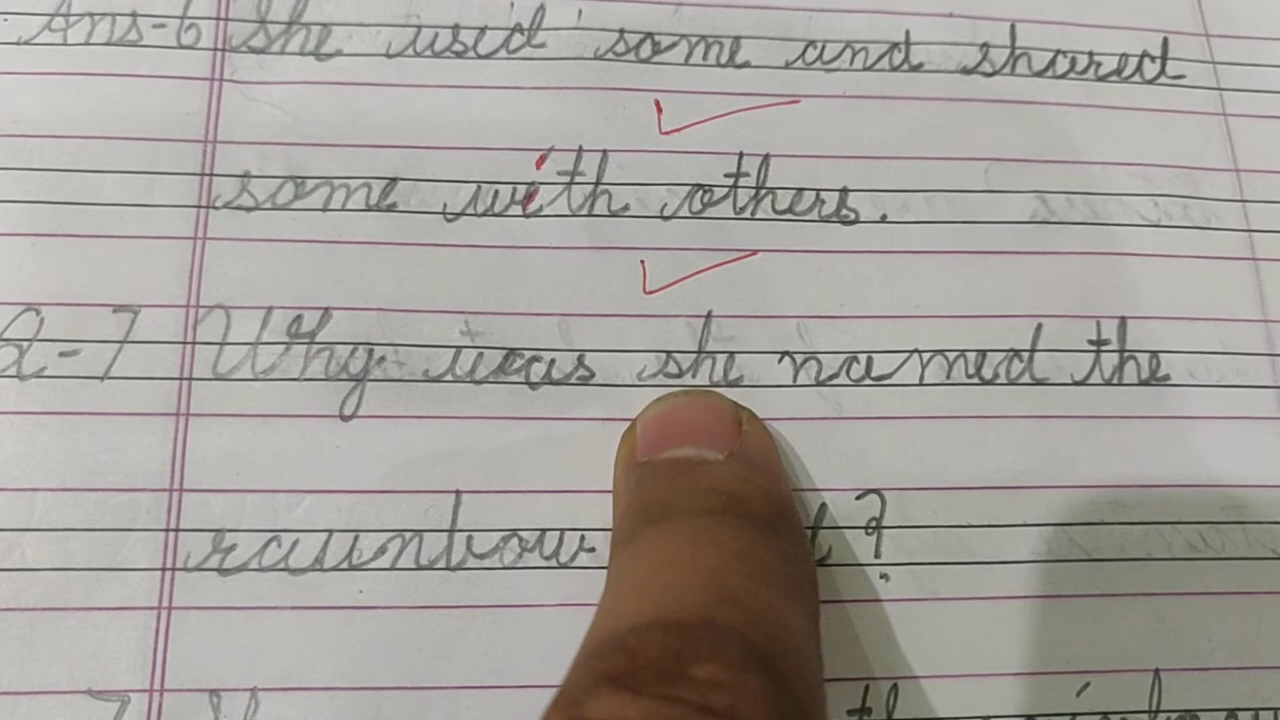 Ans-6 She used some and shared
some with others.
Q-7 Why was she named the
rainbow ?